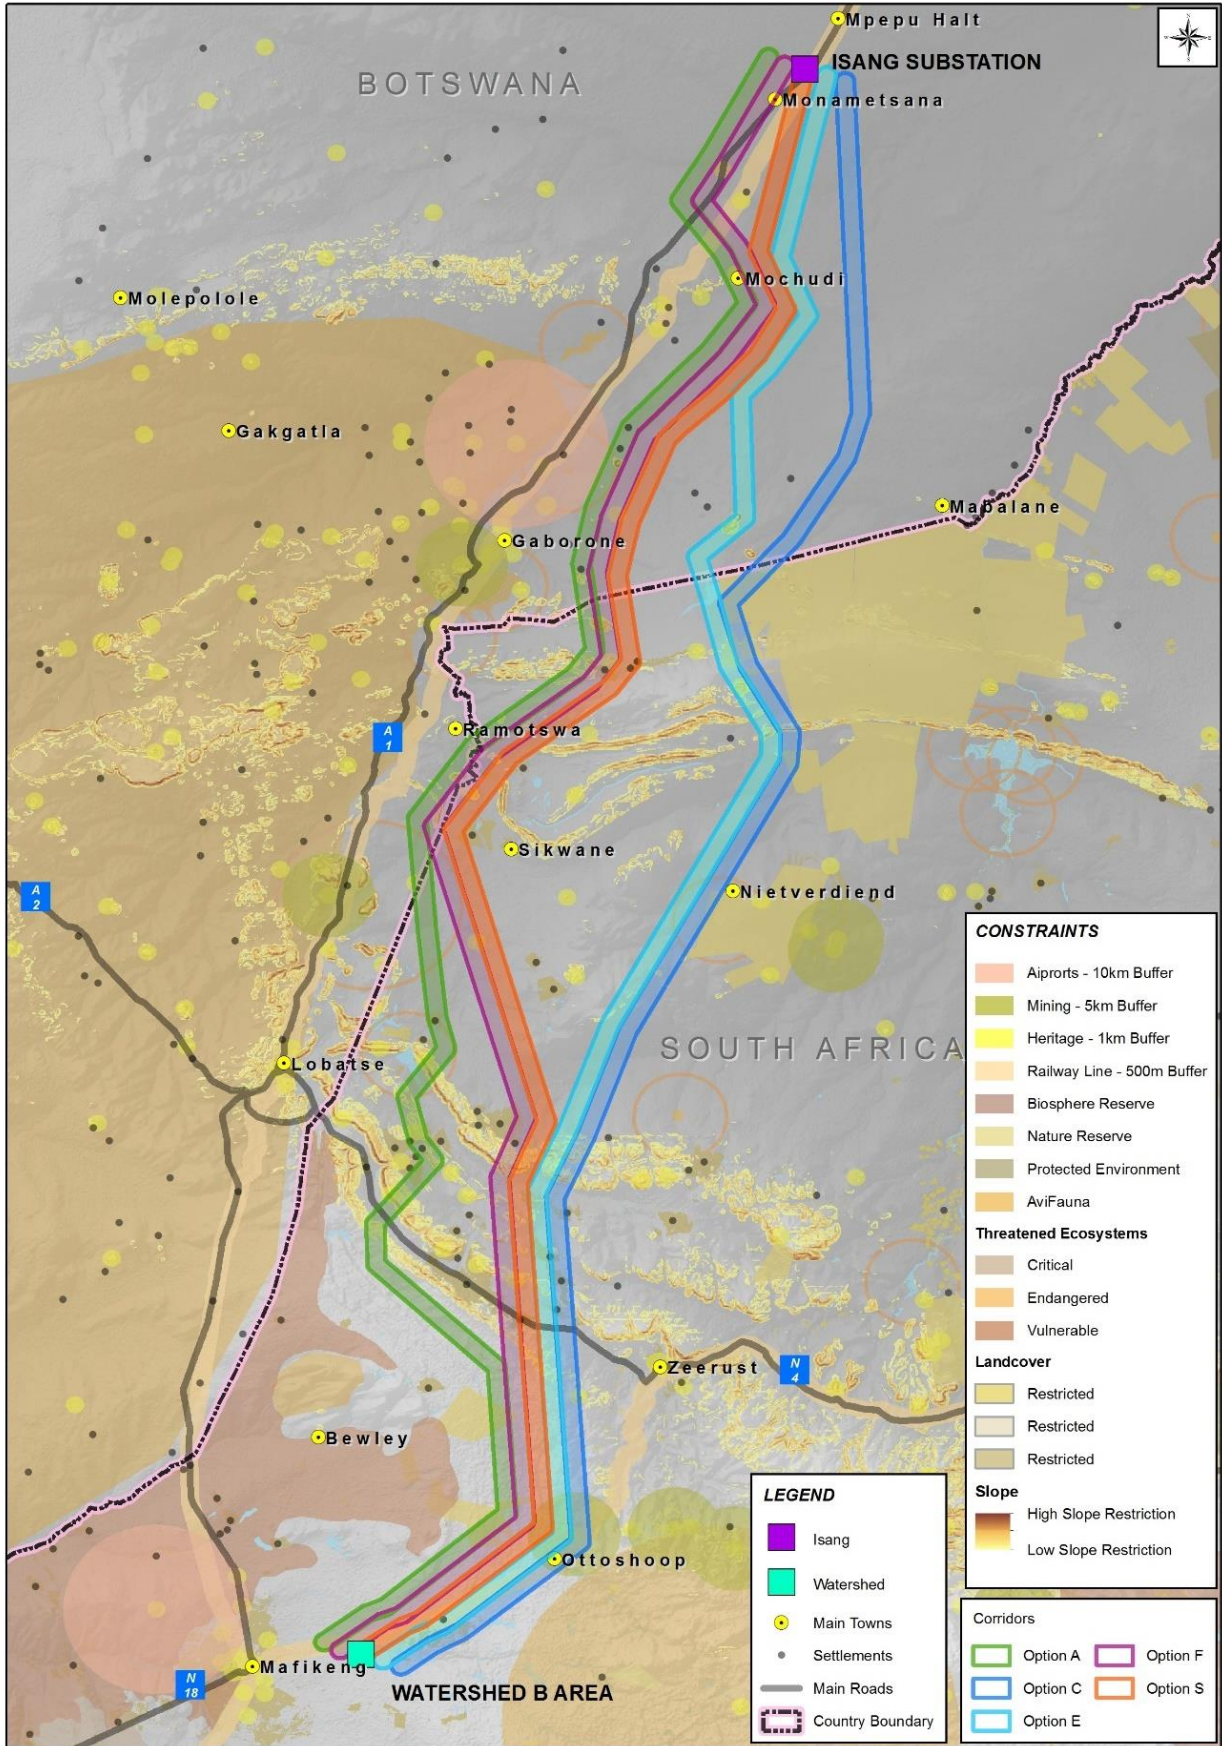 Mpepu Halt
ISANG SUBSTATION
BOTSWANA
Monametsana
Mochudi
Molepolole
Gakgatla
Mabalane
Gaborone
A
1
Ramotswa
Sikwane
A
2
Nietverdiend
SOUTH AFRICA
Lobatse
Zeerust
N
4
Bewley
Ottoshoop
Mafikeng
N
18
WATERSHED B AREA
CONSTRAINTS
Aiprorts - 10km Buffer
Mining - 5km Buffer
Heritage - 1km Buffer
Railway Line - 500m Buffer
Biosphere Reserve
Nature Reserve
Protected Environment
AviFauna
Threatened Ecosystems
Critical
Endangered
Vulnerable
Landcover
Restricted
Restricted
Restricted
Slope
High Slope Restriction
Low Slope Restriction
LEGEND
Isang
Watershed
Main Towns
Settlements
Main Roads
Country Boundary
Corridors
Option A
Option F
Option C
Option S
Option E